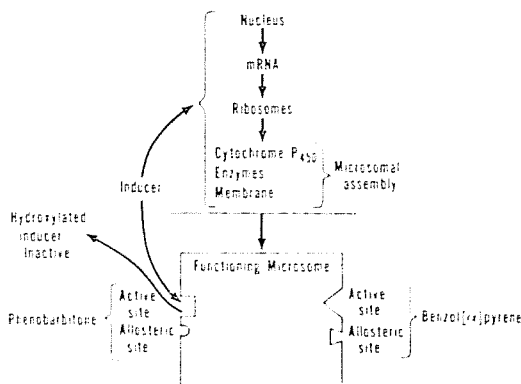 Nucleus
mRNA
Ribosomes
Cytochrome P450
Enzymes
Membrane
Microsomal
assembly
Inducer
Hydroxylated
inducer
Inactive
Functioning Microsome
Phenobarbitone
Active
site
Allosteric
site
Active
site
Allosteric
site
Benzo[α]pyrene